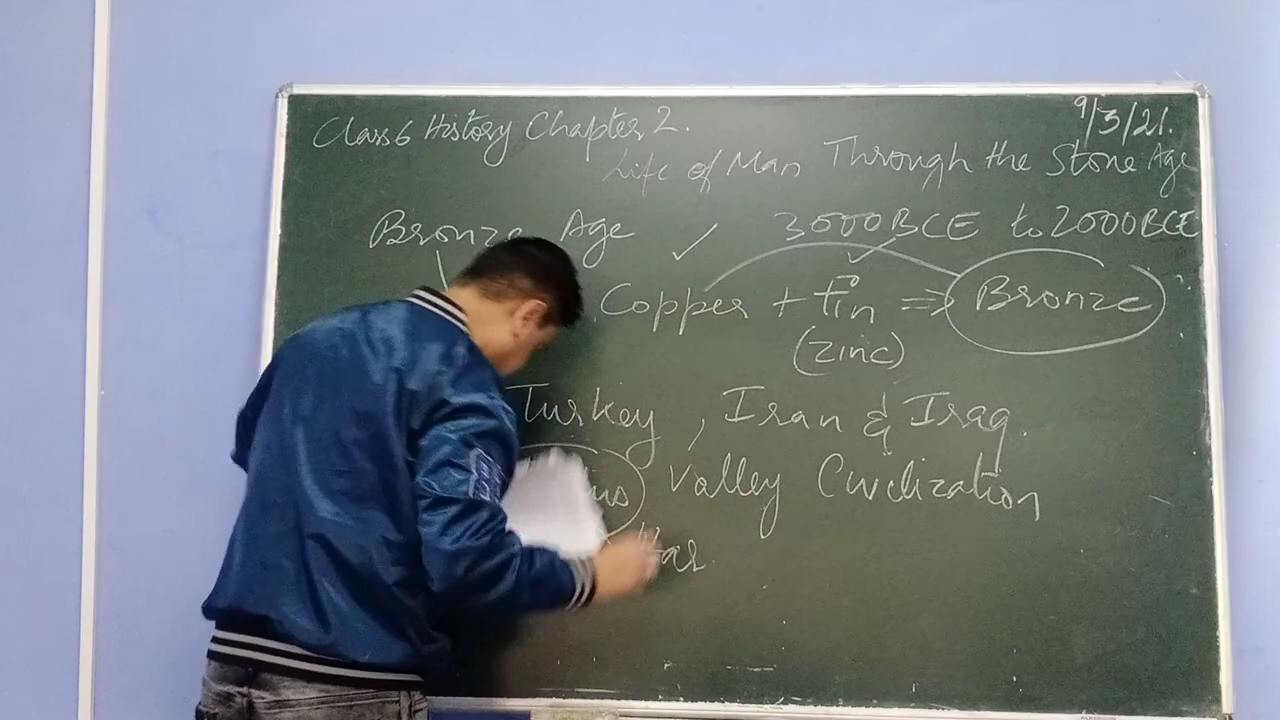 Class 6 History Chapter 2.
9/3/21.
Life of Man Through the Stone Age
Bronze Age ✓ 3000BCE to 2000BCE
Copper + tin ⇒ Bronze
(zinc)
Turkey, Iran & Iraq.
Valley Civilization